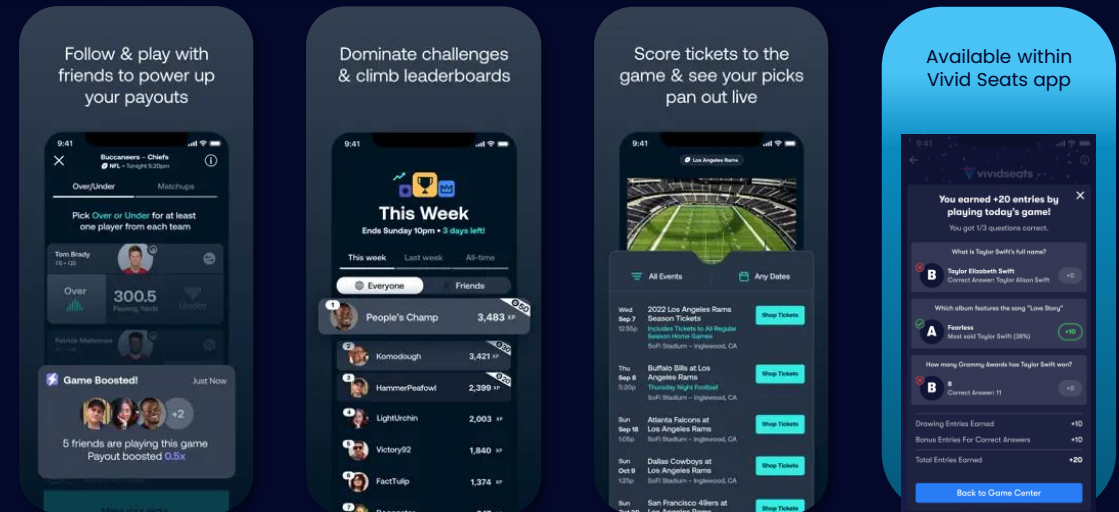 Follow & play with
friends to power up
your payouts
9:41
Buccaneers – Chiefs
NFL • Tonight 5:20pm
Over/Under
Matchups
Pick Over or Under for at least
one player from each team
Tom Brady
TB • QB
Over
300.5
Passing Yards
Under
Patrick Mahomes
Game Boosted!
Just Now
+2
5 friends are playing this game
Payout boosted 0.5x
Dominate challenges
& climb leaderboards
9:41
This Week
Ends Sunday 10pm • 3 days left!
This week
Last week
All-time
Everyone
Friends
1
People's Champ
3,483 XP
2
Komodough
3,421 XP
3
HammerPeafowl
2,399 XP
4
LightUrchin
2,003 XP
5
Victory92
1,840 XP
6
FactTulip
1,374 XP
7
Score tickets to the
game & see your picks
pan out live
9:41
Los Angeles Rams
All Events
Any Dates
Wed
Sep 7
12:55p
2022 Los Angeles Rams
Season Tickets
Includes Tickets to All Regular
Season Home Games
SoFi Stadium – Inglewood, CA
Shop Tickets
Thu
Sep 8
5:20p
Buffalo Bills at Los
Angeles Rams
Thursday Night Football
SoFi Stadium – Inglewood, CA
Shop Tickets
Sun
Sep 18
1:05p
Atlanta Falcons at
Los Angeles Rams
SoFi Stadium – Inglewood, CA
Shop Tickets
Sun
Oct 9
1:25p
Dallas Cowboys at
Los Angeles Rams
SoFi Stadium – Inglewood, CA
Shop Tickets
Sun
San Francisco 49ers at
Los Angeles Rams
Shop Tickets
Available within
Vivid Seats app
9:41
vividseats
You earned +20 entries by
playing today's game!
You got 1/3 questions correct.
What is Taylor Swift's full name?
B
Taylor Elizabeth Swift
Correct Answer: Taylor Alison Swift
+0
Which album features the song "Love Story"
A
Fearless
Most said Taylor Swift (38%)
+10
How many Grammy Awards has Taylor Swift won?
B
8
Correct Answer: 11
+0
Drawing Entries Earned
+10
Bonus Entries For Correct Answers
+10
Total Entries Earned
+20
Back to Game Center